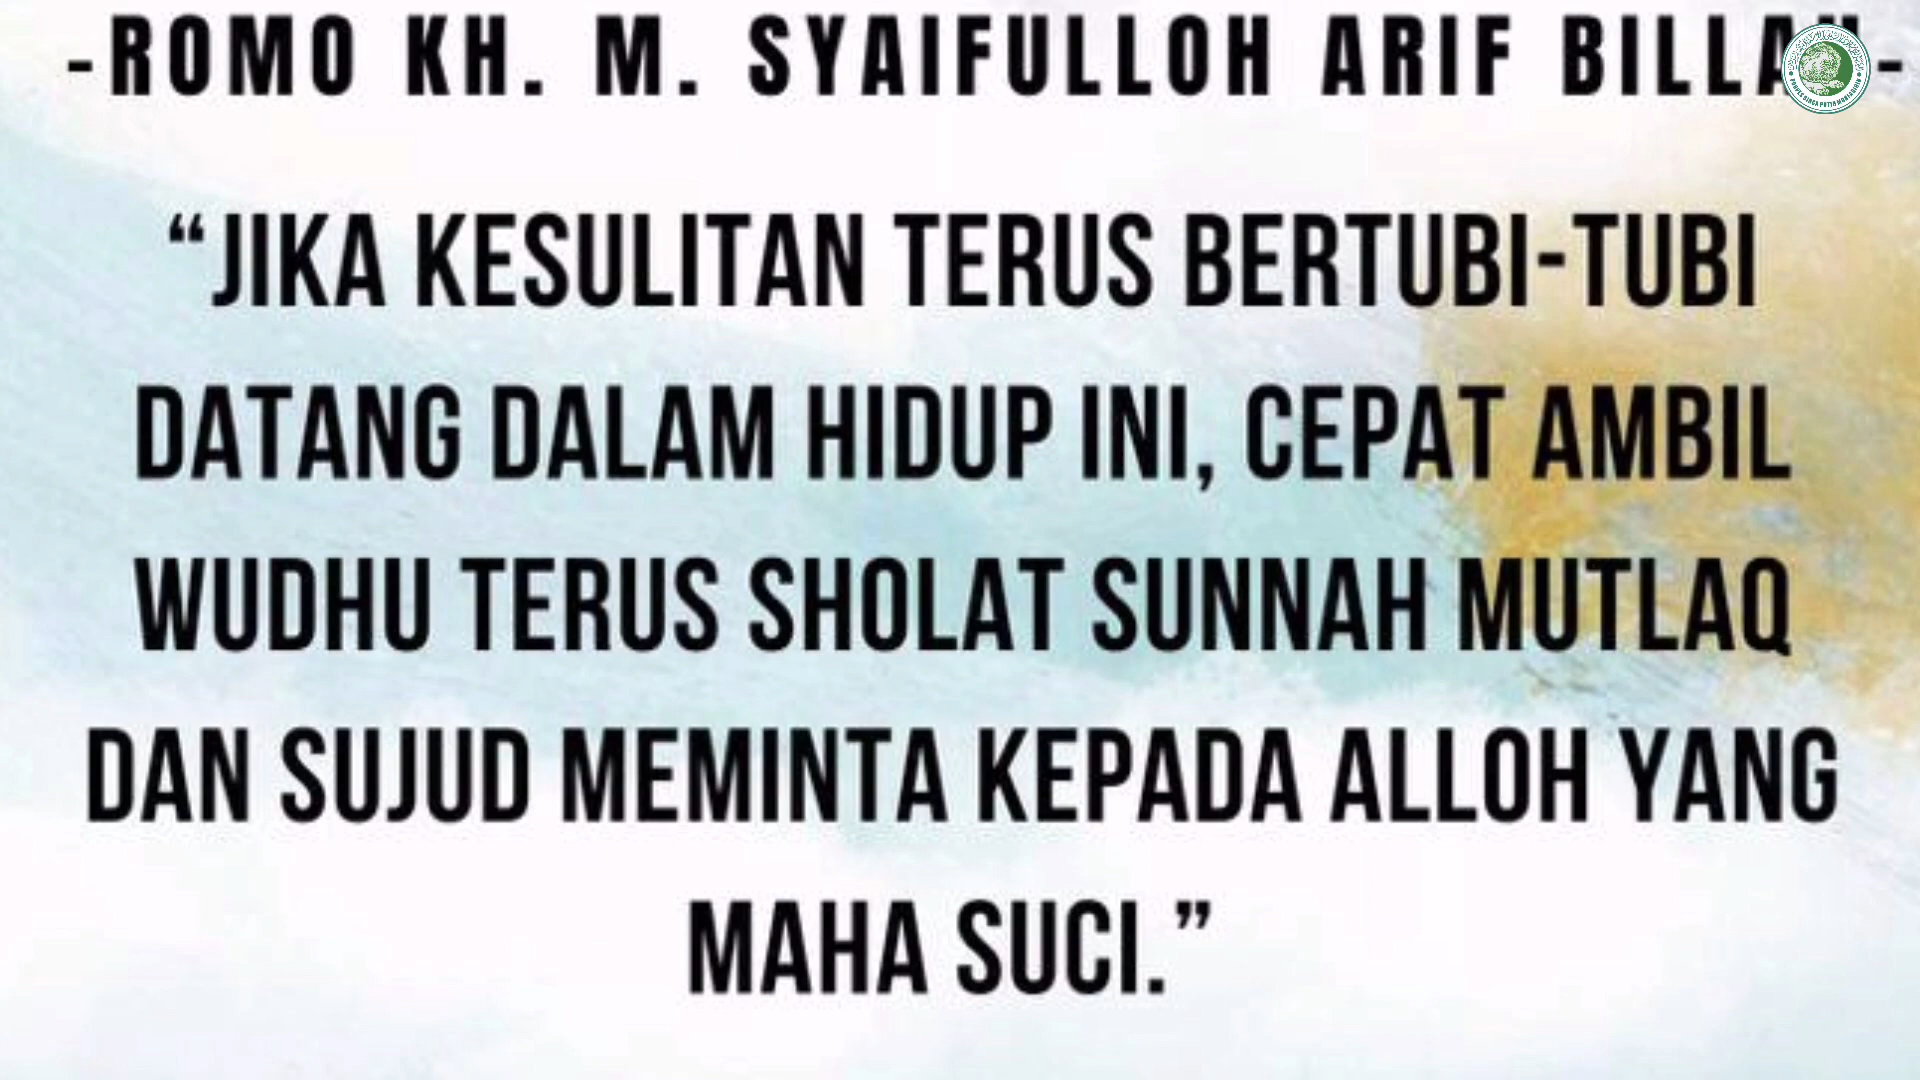 -ROMO KH. M. SYAIFULLOH ARIF BILLAH-
“JIKA KESULITAN TERUS BERTUBI-TUBI
DATANG DALAM HIDUP INI, CEPAT AMBIL
WUDHU TERUS SHOLAT SUNNAH MUTLAQ
DAN SUJUD MEMINTA KEPADA ALLOH YANG
MAHA SUCI.”